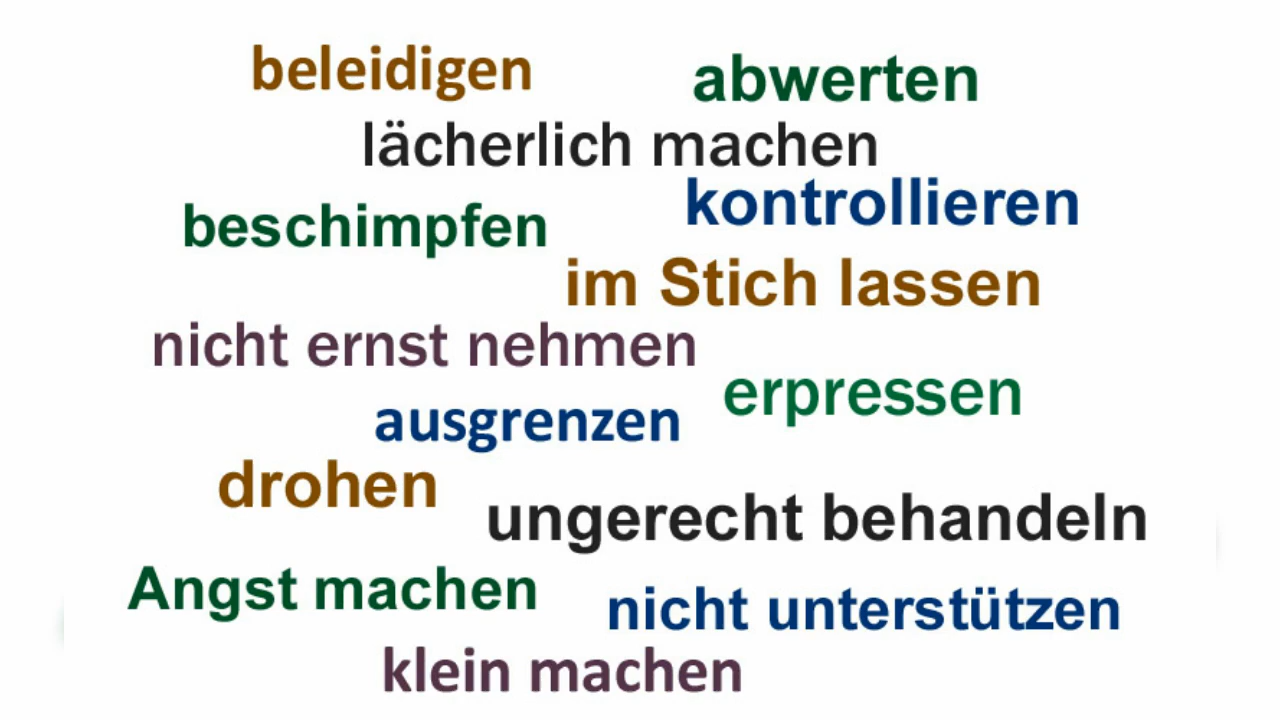 beleidigen
abwerten
lächerlich machen
kontrollieren
beschimpfen
im Stich lassen
nicht ernst nehmen
erpressen
ausgrenzen
drohen
ungerecht behandeln
Angst machen
nicht unterstützen
klein machen